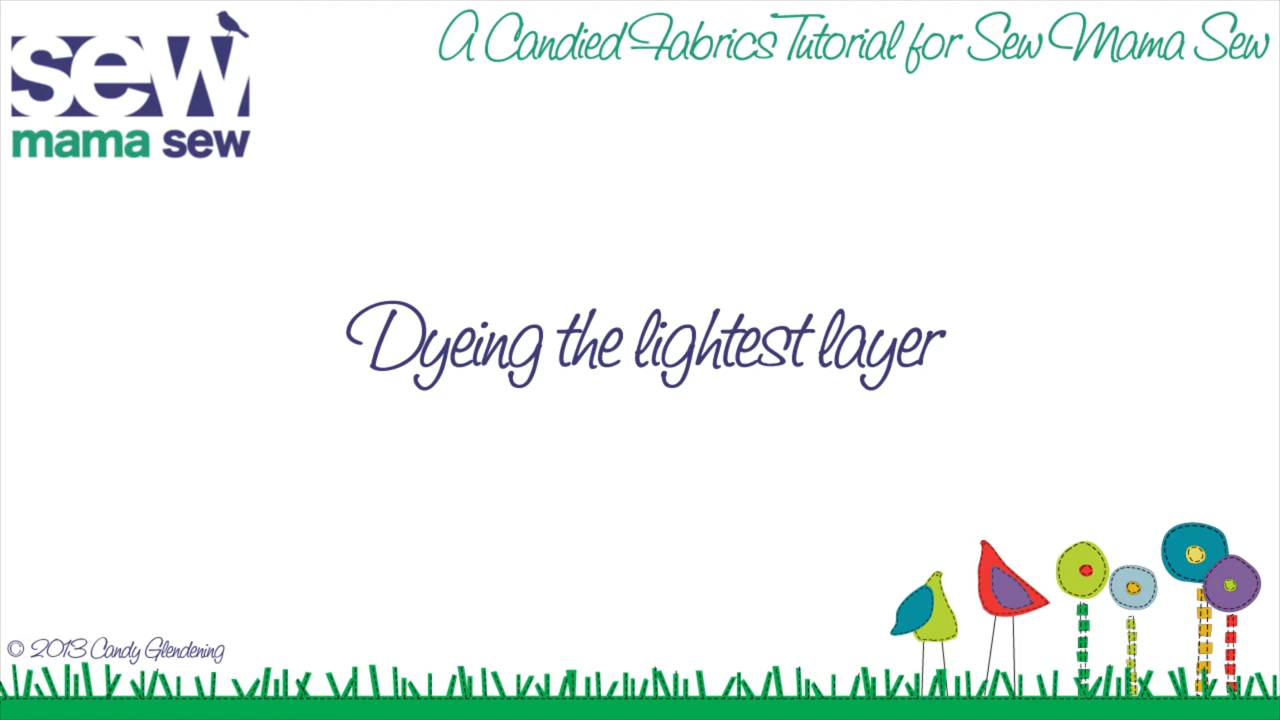 sew
mama sew
A Candied Fabrics Tutorial for Sew Mama Sew
Dyeing the lightest layer
© 2013 Candy Glendening